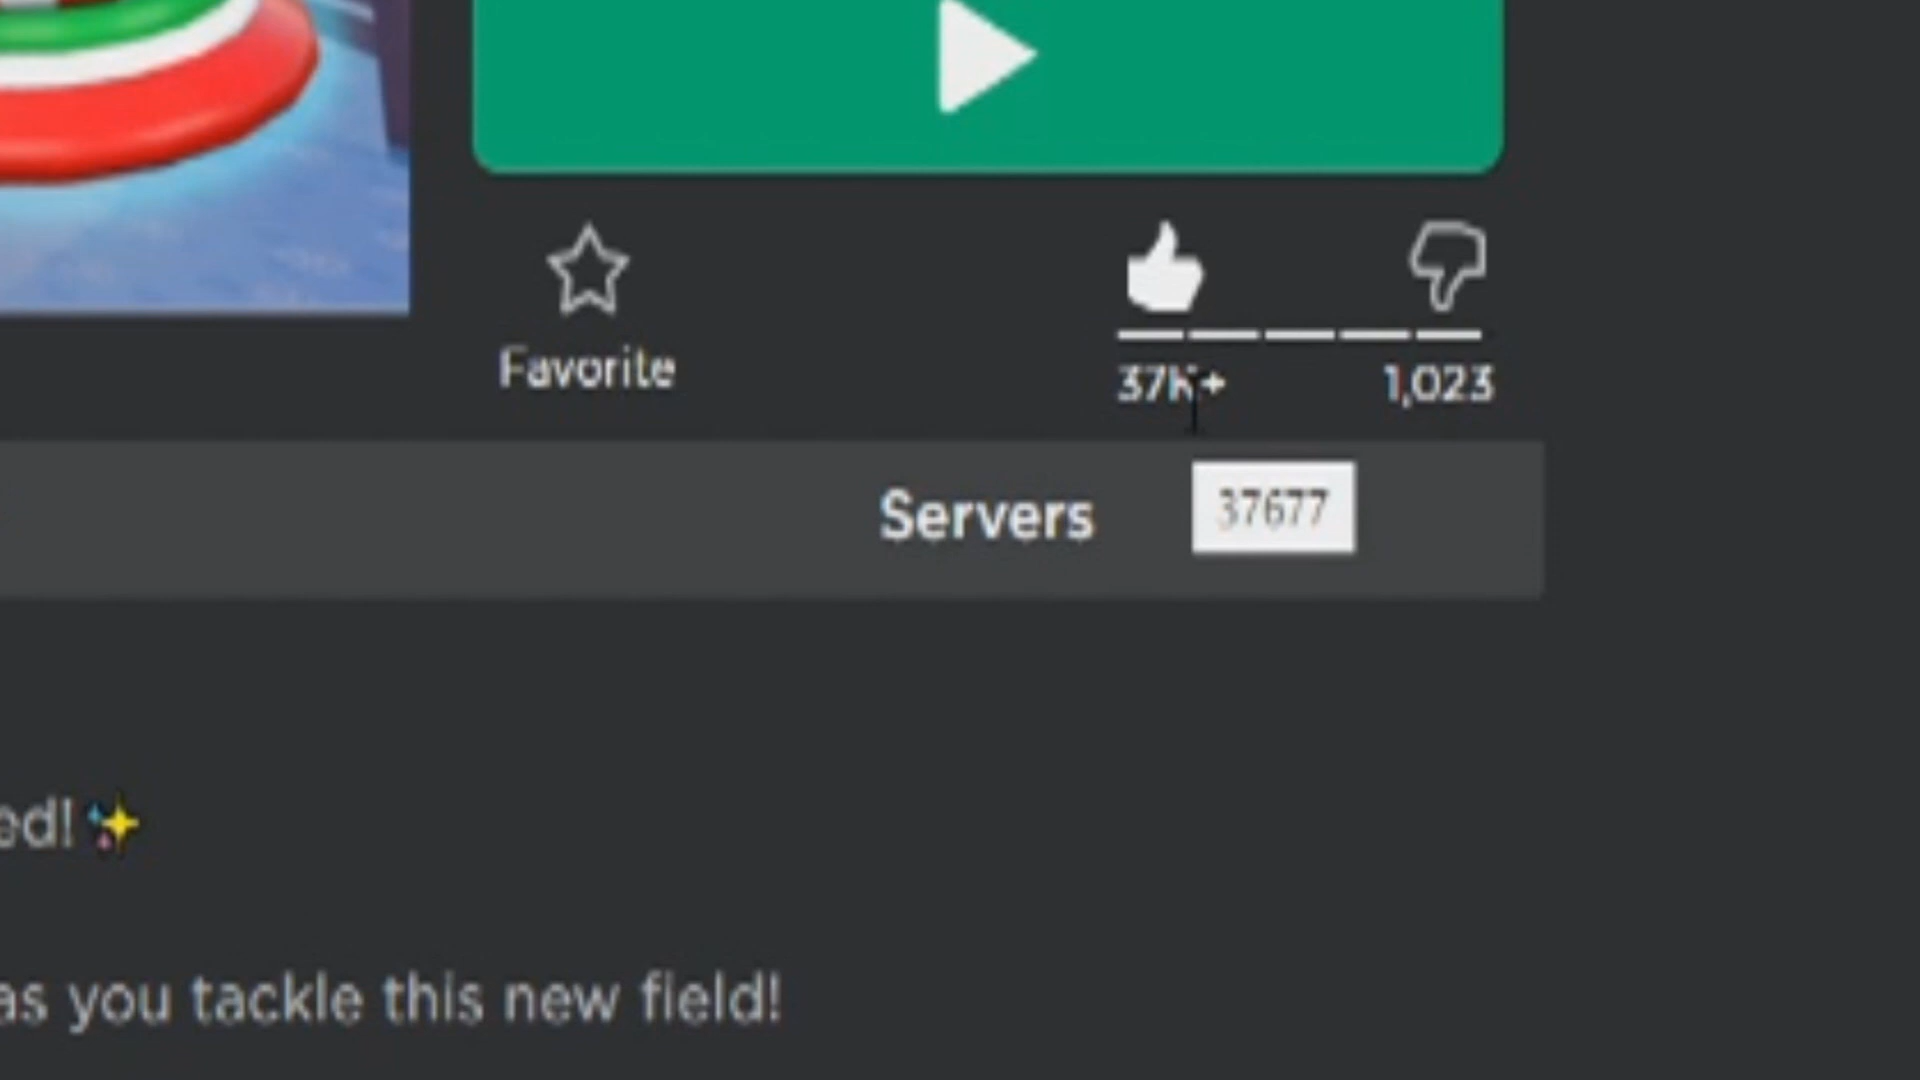 Favorite
37K+ 1,023
Servers 37677
ed!✨
as you tackle this new field!